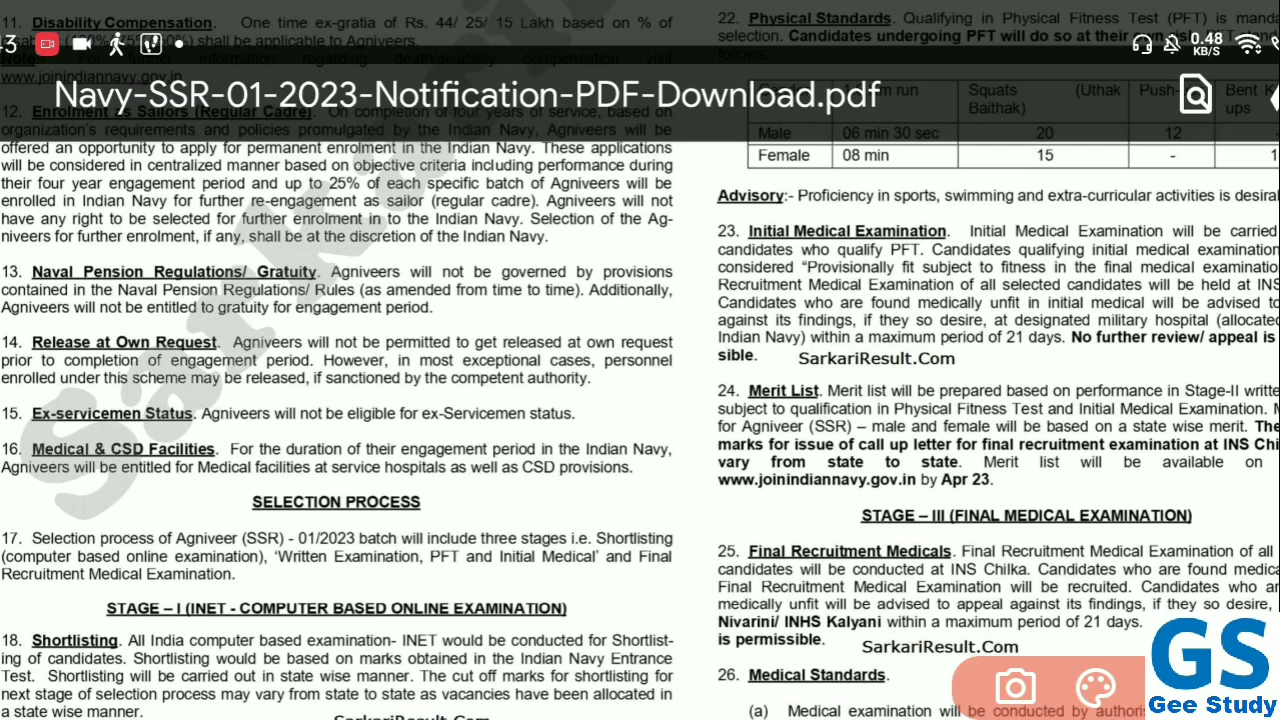 11. Disability Compensation. One time ex-gratia of Rs. 44/ 25/ 15 Lakh based on % of
shall be applicable to Agniveers.
www.joinindiannavy.gov.in
43
0.48
KB/S
Navy-SSR-01-2023-Notification-PDF-Download.pdf
12. Enrolment as Sailors (Regular Cadre). On completion of four years of service, based on
organization's requirements and policies promulgated by the Indian Navy, Agniveers will be
offered an opportunity to apply for permanent enrolment in the Indian Navy. These applications
will be considered in centralized manner based on objective criteria including performance during
their four year engagement period and up to 25% of each specific batch of Agniveers will be
enrolled in Indian Navy for further re-engagement as sailor (regular cadre). Agniveers will not
have any right to be selected for further enrolment in to the Indian Navy. Selection of the Ag-
niveers for further enrolment, if any, shall be at the discretion of the Indian Navy.
13. Naval Pension Regulations/ Gratuity. Agniveers will not be governed by provisions
contained in the Naval Pension Regulations/ Rules (as amended from time to time). Additionally,
Agniveers will not be entitled to gratuity for engagement period.
14. Release at Own Request. Agniveers will not be permitted to get released at own request
prior to completion of engagement period. However, in most exceptional cases, personnel
enrolled under this scheme may be released, if sanctioned by the competent authority.
15. Ex-servicemen Status. Agniveers will not be eligible for ex-Servicemen status.
16. Medical & CSD Facilities. For the duration of their engagement period in the Indian Navy,
Agniveers will be entitled for Medical facilities at service hospitals as well as CSD provisions.
SELECTION PROCESS
17. Selection process of Agniveer (SSR) - 01/2023 batch will include three stages i.e. Shortlisting
(computer based online examination), 'Written Examination, PFT and Initial Medical' and Final
Recruitment Medical Examination.
STAGE – I (INET - COMPUTER BASED ONLINE EXAMINATION)
18. Shortlisting. All India computer based examination- INET would be conducted for Shortlist-
ing of candidates. Shortlisting would be based on marks obtained in the Indian Navy Entrance
Test. Shortlisting will be carried out in state wise manner. The cut off marks for shortlisting for
next stage of selection process may vary from state to state as vacancies have been allocated in
a state wise manner.
SarkariResult.Com
22. Physical Standards. Qualifying in Physical Fitness Test (PFT) is mand
selection. Candidates undergoing PFT will do so at their
run Squats (Uthak Push- Bent K
Baithak) ups
Male 06 min 30 sec 20 12
Female 08 min 15 - 1
Advisory:- Proficiency in sports, swimming and extra-curricular activities is desira
23. Initial Medical Examination. Initial Medical Examination will be carried
candidates who qualify PFT. Candidates qualifying initial medical examination
considered “Provisionally fit subject to fitness in the final medical examinatio
Recruitment Medical Examination of all selected candidates will be held at INS
Candidates who are found medically unfit in initial medical will be advised to
against its findings, if they so desire, at designated military hospital (allocated
Indian Navy) within a maximum period of 21 days. No further review/ appeal is
sible. SarkariResult.Com
24. Merit List. Merit list will be prepared based on performance in Stage-II writte
subject to qualification in Physical Fitness Test and Initial Medical Examination. M
for Agniveer (SSR) – male and female will be based on a state wise merit. The
marks for issue of call up letter for final recruitment examination at INS Chi
vary from state to state. Merit list will be available on
www.joinindiannavy.gov.in by Apr 23.
STAGE – III (FINAL MEDICAL EXAMINATION)
25. Final Recruitment Medicals. Final Recruitment Medical Examination of all
candidates will be conducted at INS Chilka. Candidates who are found medica
Final Recruitment Medical Examination will be recruited. Candidates who ar
medically unfit will be advised to appeal against its findings, if they so desire,
Nivarini/ INHS Kalyani within a maximum period of 21 days.
is permissible. SarkariResult.Com
26. Medical Standards.
(a) Medical examination will be conducted by authoris
GS
Gee Study